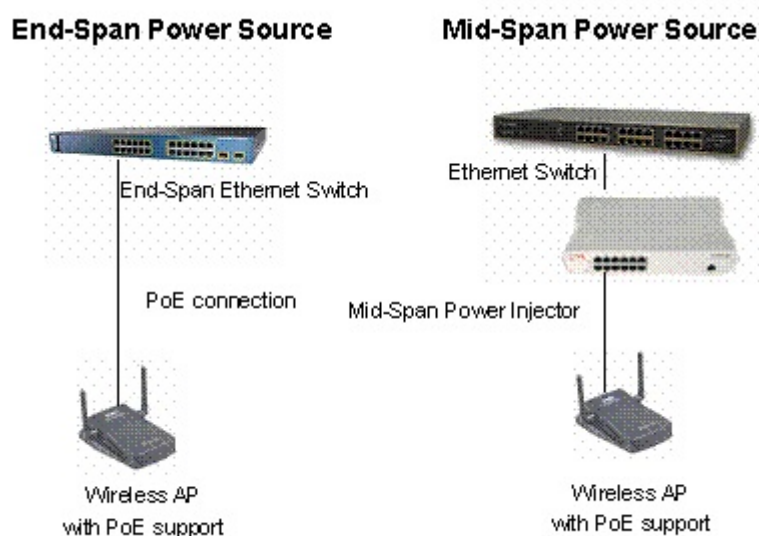 End-Span Power Source
End-Span Ethernet Switch
PoE connection
Wireless AP
with PoE support
Mid-Span Power Source
Ethernet Switch
Mid-Span Power Injector
Wireless AP
with PoE support